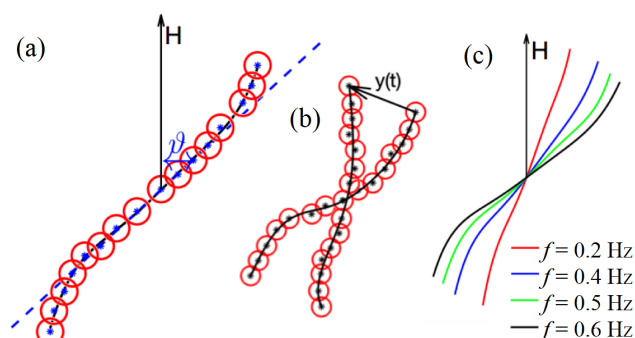 (a)
H
ϑ
(b)
y(t)
(c)
H
f = 0.2 Hz
f = 0.4 Hz
f = 0.5 Hz
f = 0.6 Hz